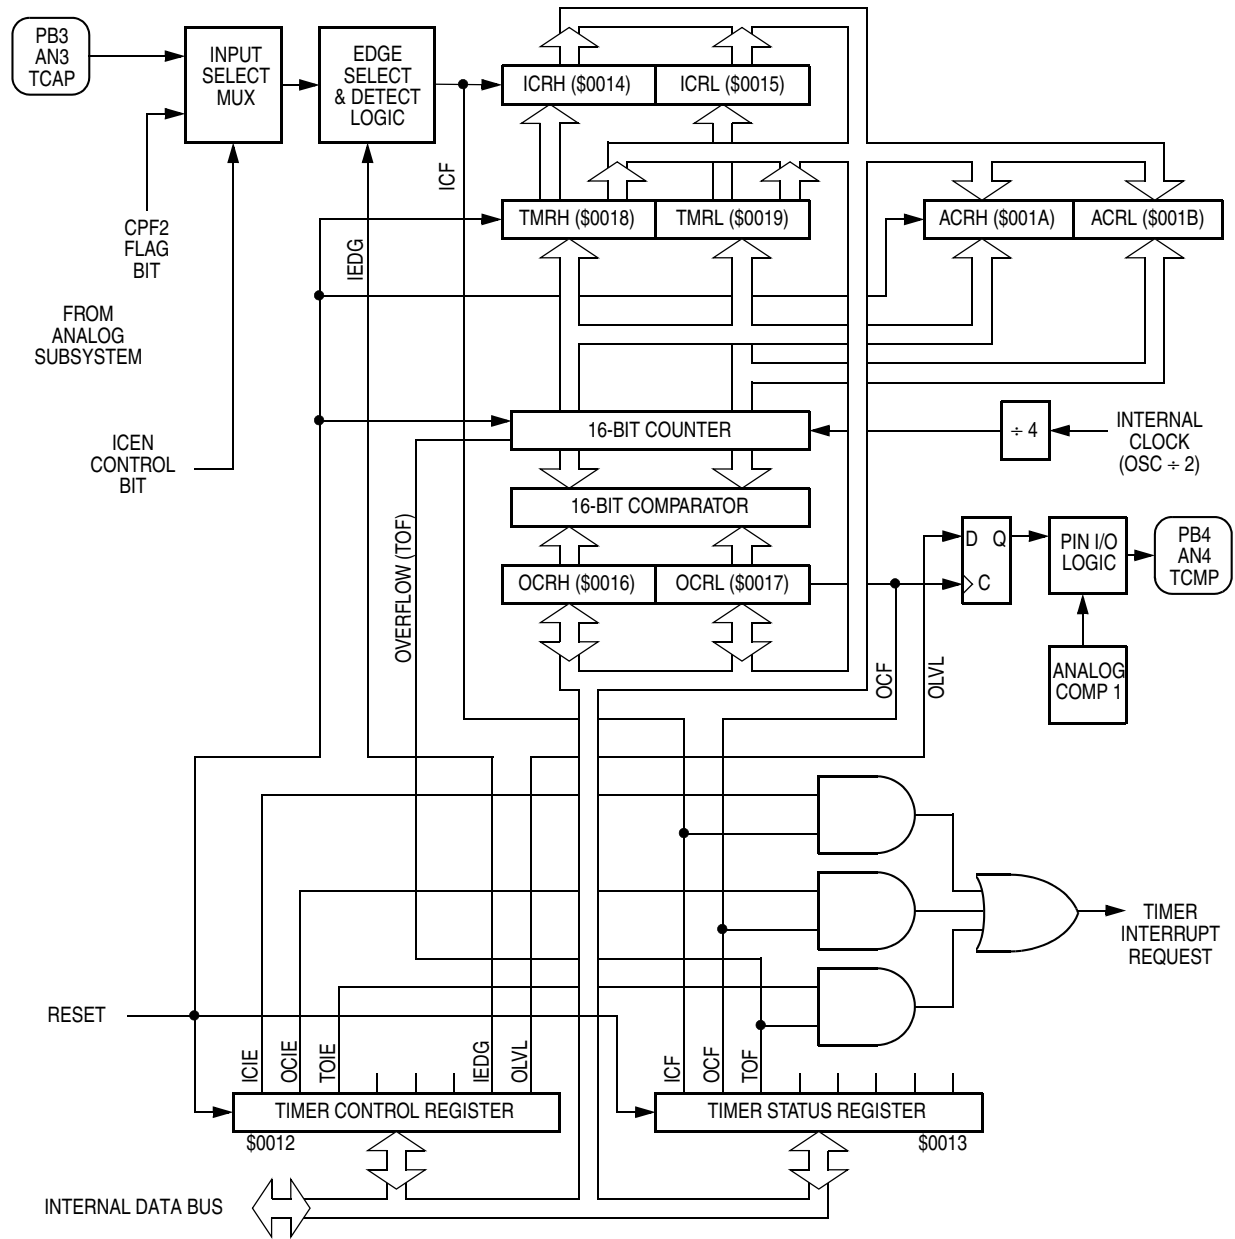 PB3
AN3
TCAP
INPUT
SELECT
MUX
EDGE
SELECT
& DETECT
LOGIC
ICRH ($0014)
ICRL ($0015)
ICF
TMRH ($0018)
TMRL ($0019)
ACRH ($001A)
ACRL ($001B)
CPF2
FLAG
BIT
IEDG
FROM
ANALOG
SUBSYSTEM
ICEN
CONTROL
BIT
16-BIT COUNTER
÷ 4
INTERNAL
CLOCK
(OSC ÷ 2)
16-BIT COMPARATOR
OVERFLOW (TOF)
OCRH ($0016)
OCRL ($0017)
D Q
C
PIN I/O
LOGIC
PB4
AN4
TCMP
OCF
OLVL
ANALOG
COMP 1
TIMER
INTERRUPT
REQUEST
RESET
ICIE
OCIE
TOIE
IEDG
OLVL
ICF
OCF
TOF
TIMER CONTROL REGISTER
$0012
TIMER STATUS REGISTER
$0013
INTERNAL DATA BUS